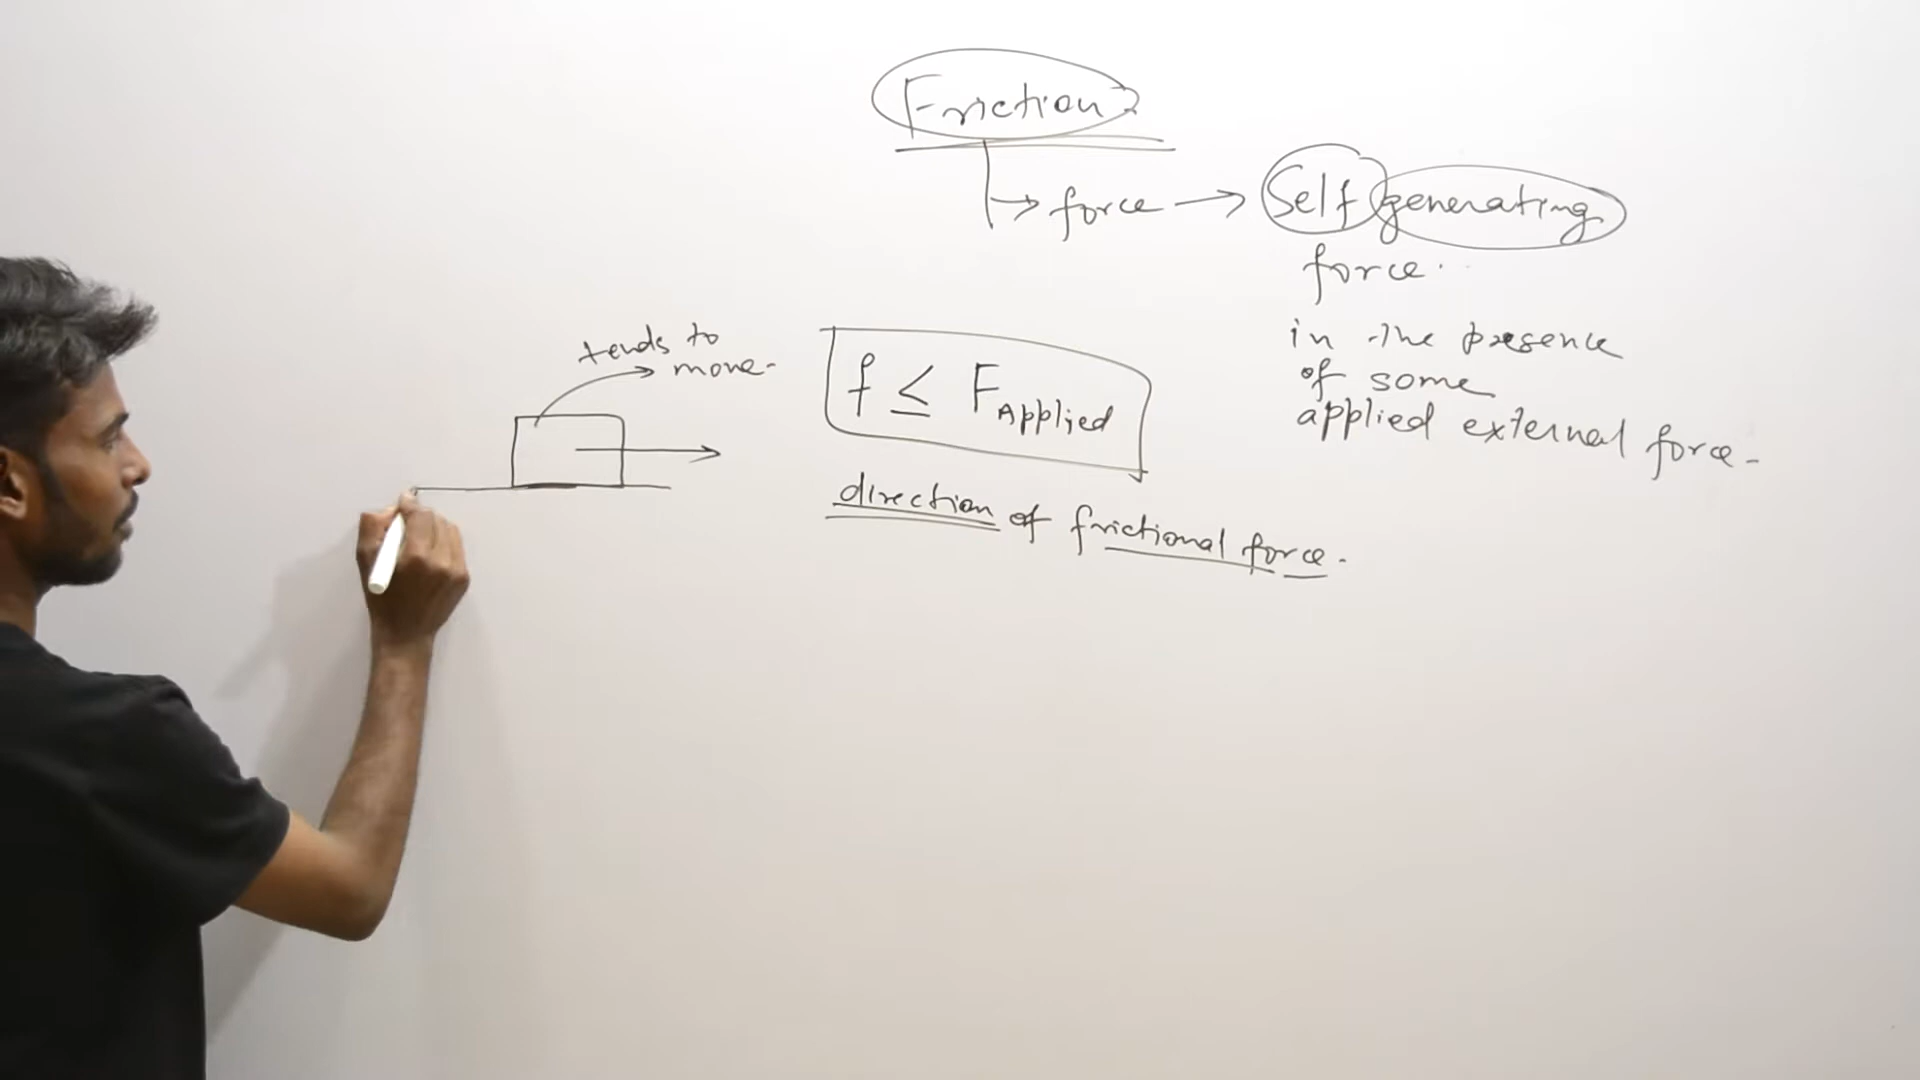 Friction
→ force → Self generating
force.
in the presence
of some
applied external force.
tends to
move.
f ≤ F Applied
direction of frictional force.